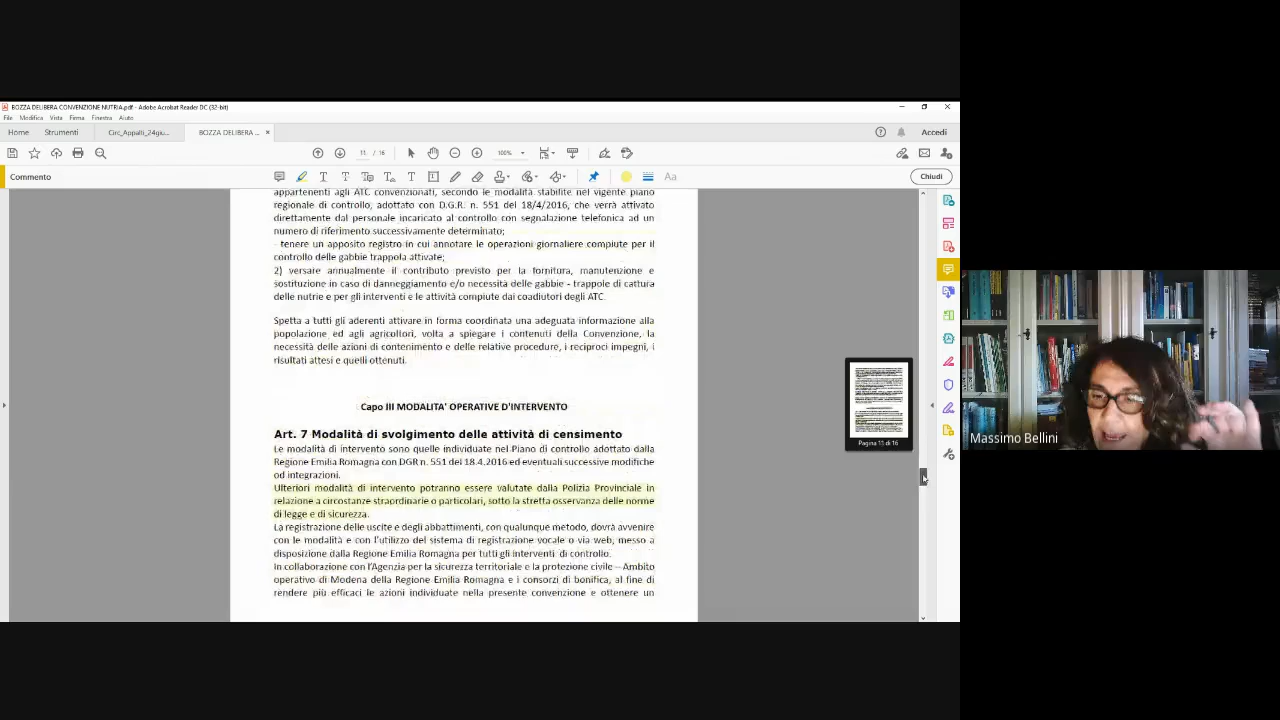 BOZZA DELIBERA CONVENZIONE NUTRIA.pdf - Adobe Acrobat Reader DC (32-bit)
File Modifica Vista Firma Finestra Aiuto
Home Strumenti Circ_Appalti_24giu... BOZZA DELIBERA ... × Accedi
11 / 16 100%
Commento Aa Chiudi
appartenenti agli ATC convenzionati, secondo le modalità stabilite nel vigente piano
regionale di controllo, adottato con D.G.R. n. 551 del 18/4/2016, che verrà attivato
direttamente dal personale incaricato al controllo con segnalazione telefonica ad un
numero di riferimento successivamente determinato;
- tenere un apposito registro in cui annotare le operazioni giornaliere compiute per il
controllo delle gabbie trappola attivate;
2) versare annualmente il contributo previsto per la fornitura, manutenzione e
sostituzione in caso di danneggiamento e/o necessità delle gabbie - trappole di cattura
delle nutrie e per gli interventi e le attività compiute dai coadiutori degli ATC.
Spetta a tutti gli aderenti attivare in forma coordinata una adeguata informazione alla
popolazione ed agli agricoltori, volta a spiegare i contenuti della Convenzione, la
necessità delle azioni di contenimento e delle relative procedure, i reciproci impegni, i
risultati attesi e quelli ottenuti.
Capo III MODALITA' OPERATIVE D'INTERVENTO
Art. 7 Modalità di svolgimento delle attività di censimento
Le modalità di intervento sono quelle individuate nel Piano di controllo adottato dalla
Regione Emilia Romagna con DGR n. 551 del 18.4.2016 ed eventuali successive modifiche
od integrazioni.
Ulteriori modalità di intervento potranno essere valutate dalla Polizia Provinciale in
relazione a circostanze straordinarie o particolari, sotto la stretta osservanza delle norme
di legge e di sicurezza.
La registrazione delle uscite e degli abbattimenti, con qualunque metodo, dovrà avvenire
con le modalità e con l'utilizzo del sistema di registrazione vocale o via web, messo a
disposizione dalla Regione Emilia Romagna per tutti gli interventi di controllo.
In collaborazione con l'Agenzia per la sicurezza territoriale e la protezione civile – Ambito
operativo di Modena della Regione Emilia Romagna e i consorzi di bonifica, al fine di
rendere più efficaci le azioni individuate nella presente convenzione e ottenere un
Pagina 11 di 16
Massimo Bellini